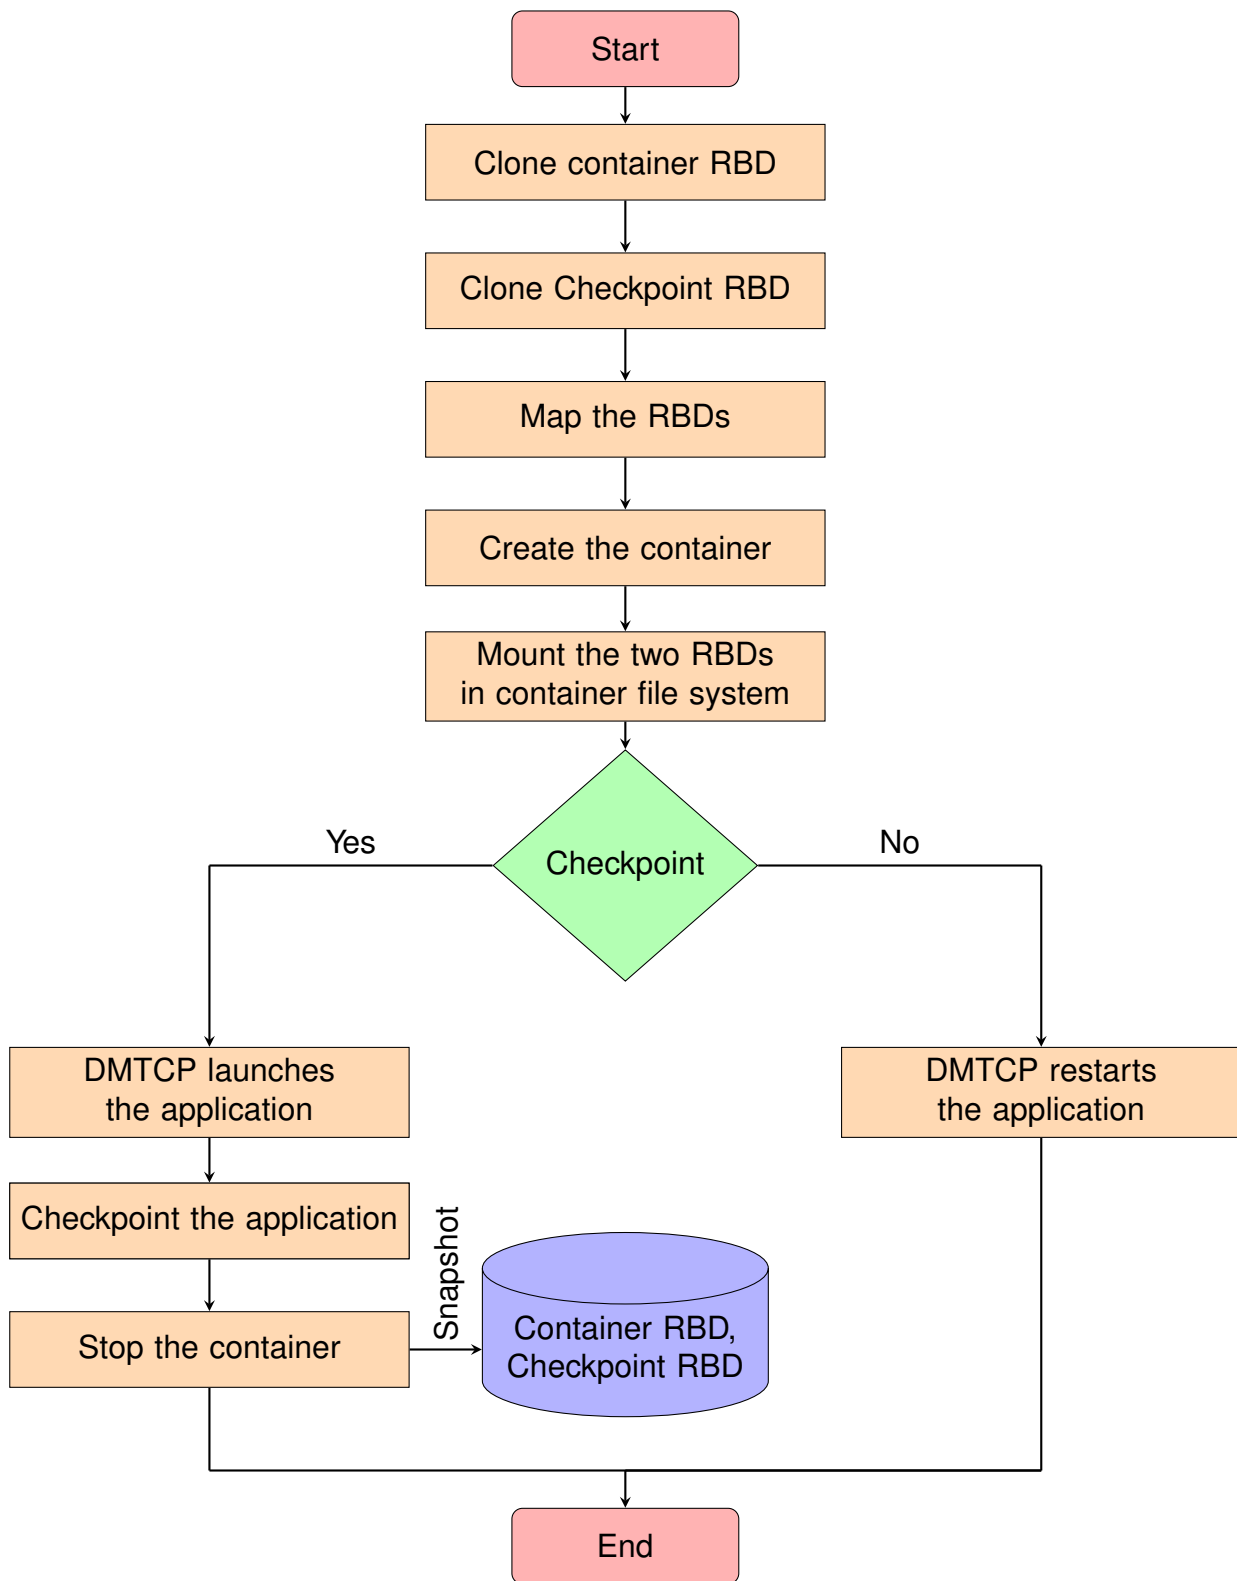 Start
Clone container RBD
Clone Checkpoint RBD
Map the RBDs
Create the container
Mount the two RBDs
in container file system
Yes
No
Checkpoint
DMTCP launches
the application
DMTCP restarts
the application
Checkpoint the application
Snapshot
Stop the container
Container RBD,
Checkpoint RBD
End